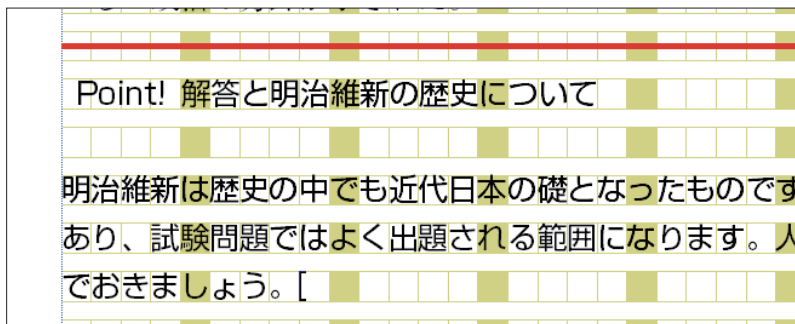 Point! 解答と明治維新の歴史について
明治維新は歴史の中でも近代日本の礎となったものです
あり、試験問題ではよく出題される範囲になります。人
でおきましょう。[